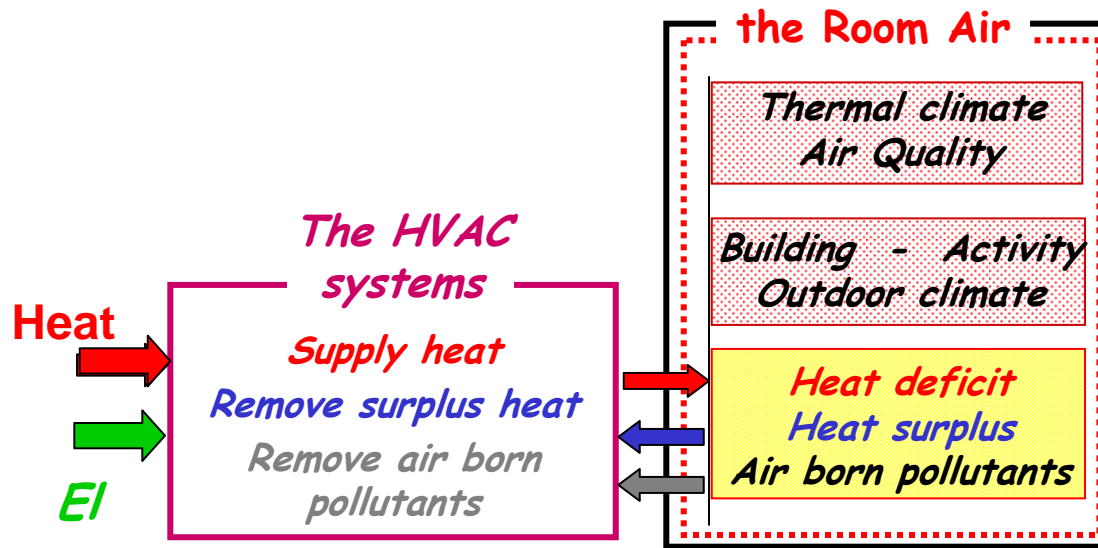 the Room Air
Thermal climate
Air Quality
Building - Activity
Outdoor climate
Heat deficit
Heat surplus
Air born pollutants
The HVAC
systems
Supply heat
Remove surplus heat
Remove air born
pollutants
Heat
El